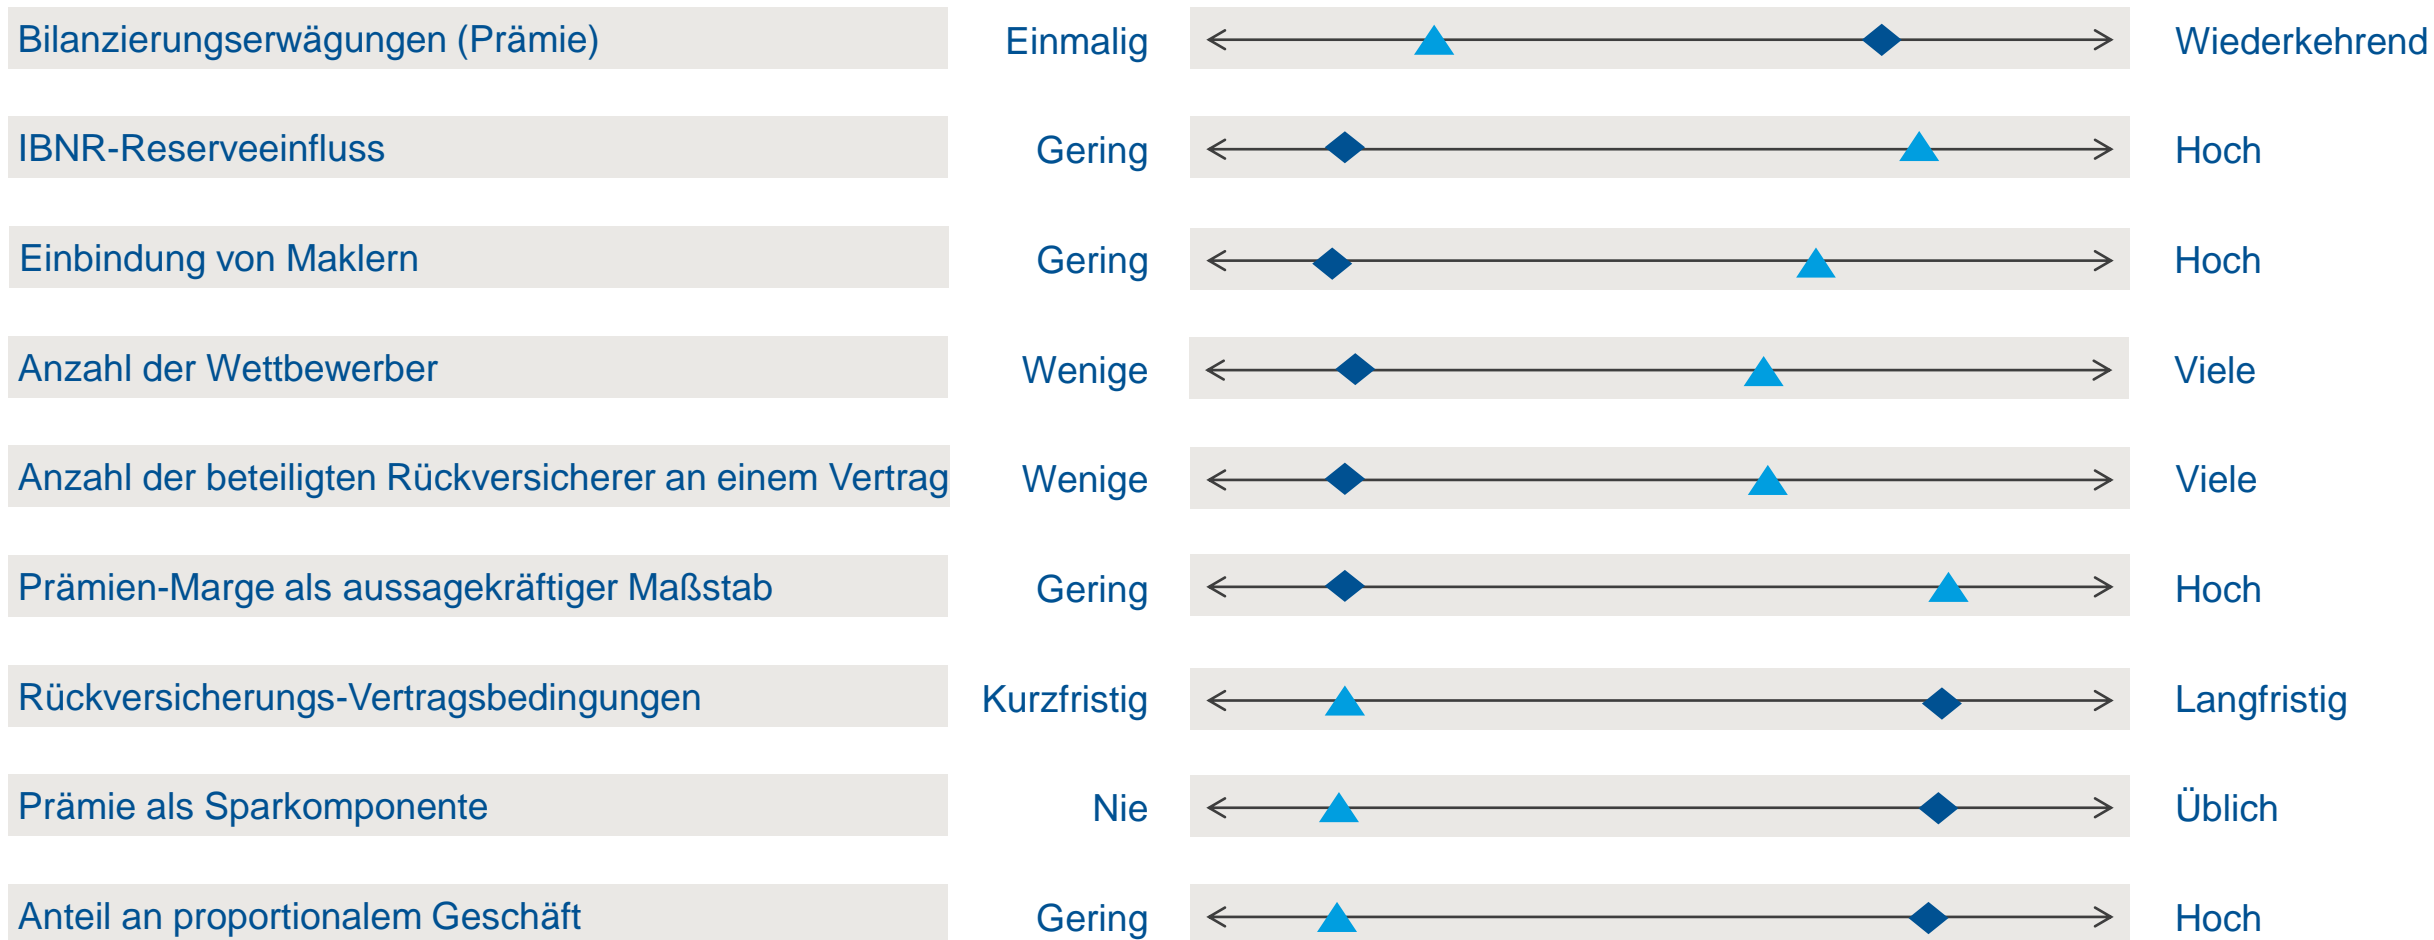 Bilanzierungserwägungen (Prämie) Einmalig Wiederkehrend
IBNR-Reserveeinfluss Gering Hoch
Einbindung von Maklern Gering Hoch
Anzahl der Wettbewerber Wenige Viele
Anzahl der beteiligten Rückversicherer an einem Vertrag Wenige Viele
Prämien-Marge als aussagekräftiger Maßstab Gering Hoch
Rückversicherungs-Vertragsbedingungen Kurzfristig Langfristig
Prämie als Sparkomponente Nie Üblich
Anteil an proportionalem Geschäft Gering Hoch